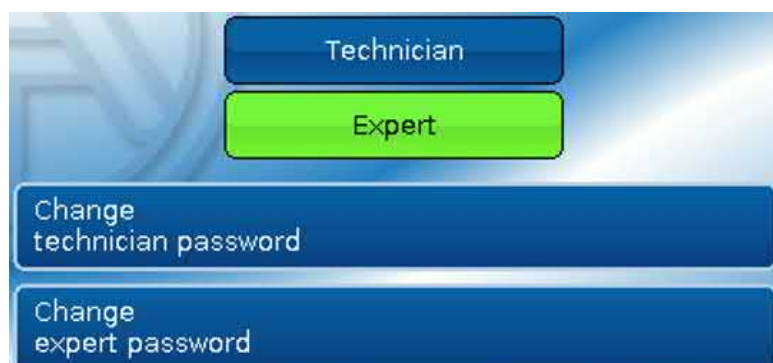 Technician
Expert
Change
technician password
Change
expert password